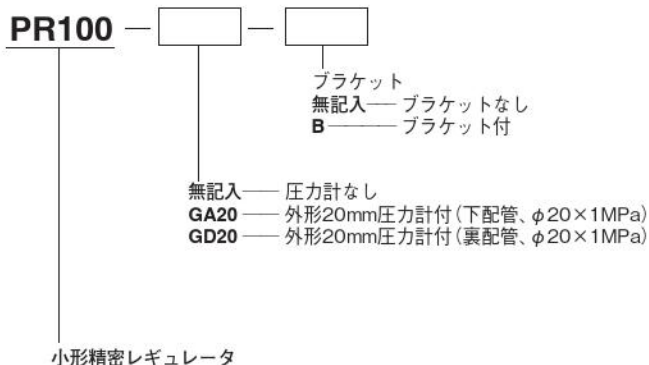 PR100 — □ — □
ブラケット
無記入── ブラケットなし
B──── ブラケット付
無記入── 圧力計なし
GA20 ── 外形20mm圧力計付(下配管、φ20×1MPa)
GD20 ── 外形20mm圧力計付(裏配管、φ20×1MPa)
小形精密レギュレータ